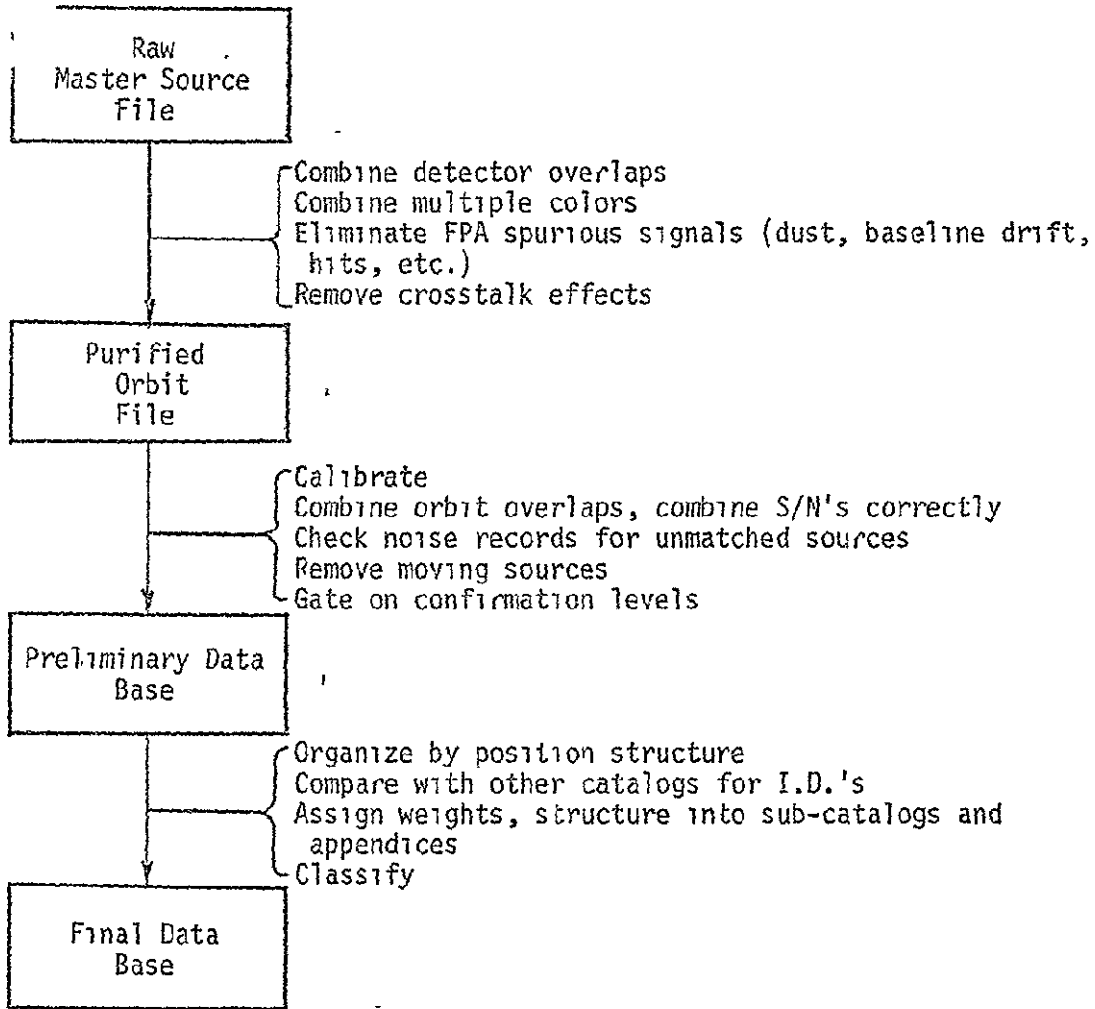 Raw
Master Source
File
Combine detector overlaps
Combine multiple colors
Eliminate FPA spurious signals (dust, baseline drift,
hits, etc.)
Remove crosstalk effects
Purified
Orbit
File
Calibrate
Combine orbit overlaps, combine S/N's correctly
Check noise records for unmatched sources
Remove moving sources
Gate on confirmation levels
Preliminary Data
Base
Organize by position structure
Compare with other catalogs for I.D.'s
Assign weights, structure into sub-catalogs and
appendices
Classify
Final Data
Base